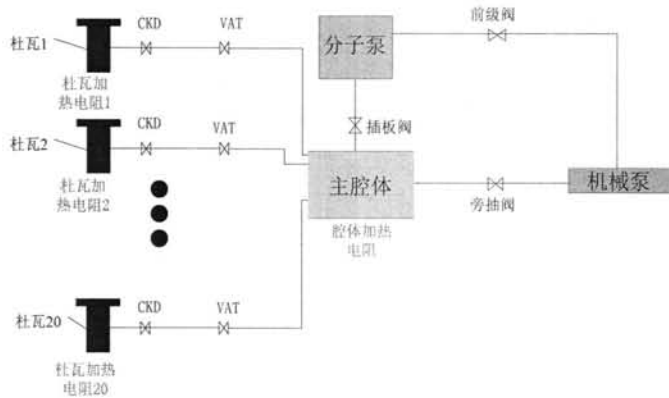 杜瓦1
CKD
VAT
杜瓦加
热电阻1
分子泵
前级阀
插板阀
杜瓦2
CKD
VAT
杜瓦加
热电阻2
主腔体
腔体加热
电阻
旁抽阀
机械泵
杜瓦20
CKD
VAT
杜瓦加热
电阻20